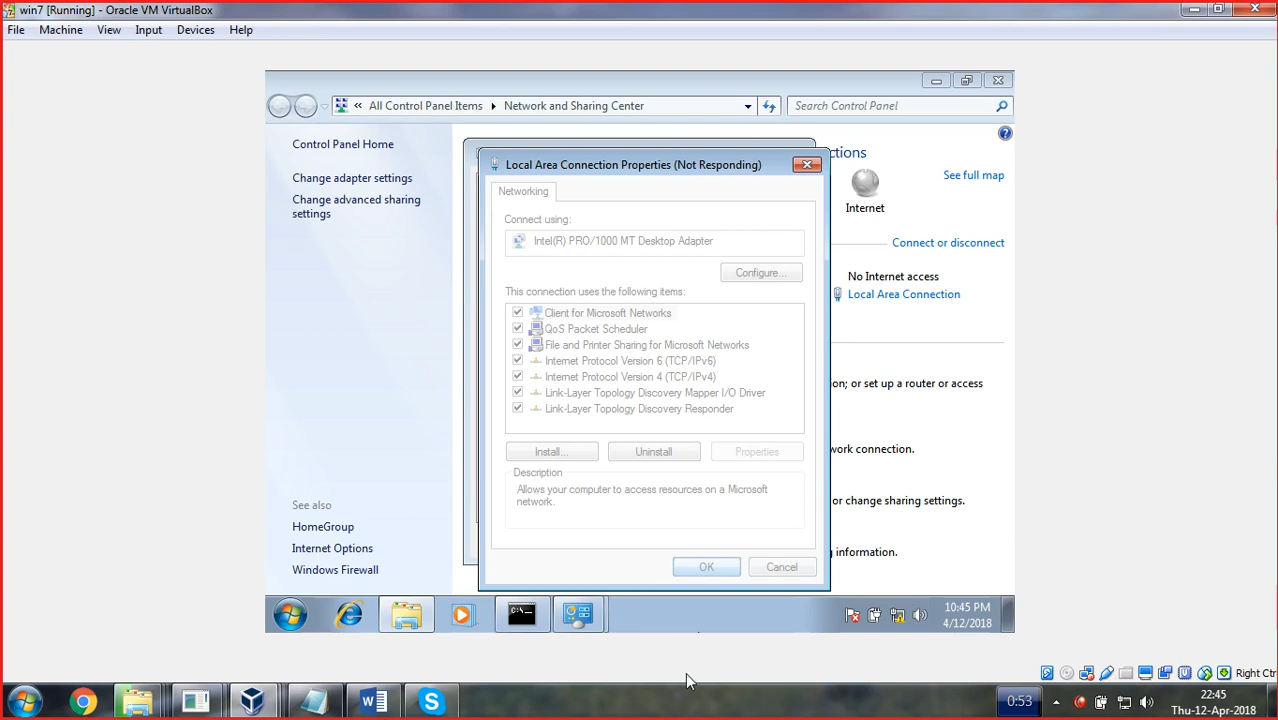 win7 [Running] - Oracle VM VirtualBox
File Machine View Input Devices Help
« All Control Panel Items Network and Sharing Center
Search Control Panel
Control Panel Home
Change adapter settings
Change advanced sharing
settings
See also
HomeGroup
Internet Options
Windows Firewall
ctions
See full map
Internet
Connect or disconnect
No Internet access
Local Area Connection
ion; or set up a router or access
work connection.
or change sharing settings.
ing information.
Local Area Connection Properties (Not Responding)
Networking
Connect using:
Intel(R) PRO/1000 MT Desktop Adapter
Configure...
This connection uses the following items:
Client for Microsoft Networks
QoS Packet Scheduler
File and Printer Sharing for Microsoft Networks
Internet Protocol Version 6 (TCP/IPv6)
Internet Protocol Version 4 (TCP/IPv4)
Link-Layer Topology Discovery Mapper I/O Driver
Link-Layer Topology Discovery Responder
Install... Uninstall Properties
Description
Allows your computer to access resources on a Microsoft
network.
OK Cancel
10:45 PM
4/12/2018
Right Ctr
0:53
22:45
Thu-12-Apr-2018